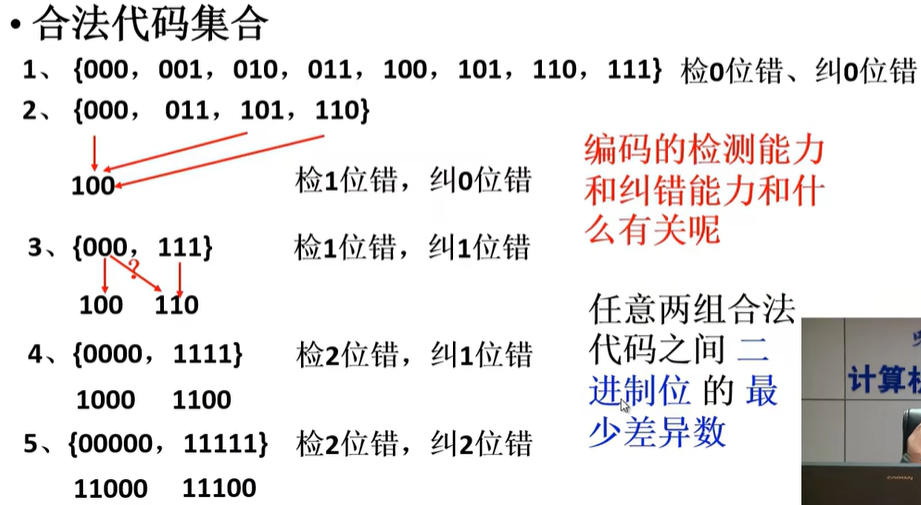 • 合法代码集合
1、 {000， 001，010，011，100，101，110，111} 检0位错、纠0位错
2、 {000， 011，101，110}
100
检1位错，纠0位错
编码的检测能力
和纠错能力和什
么有关呢
3、{000，111} 检1位错，纠1位错
?
100 110
任意两组合法
代码之间 二
进制位 的 最
少差异数
4、{0000，1111} 检2位错，纠1位错
1000 1100
5、{00000，11111} 检2位错，纠2位错
11000 11100
计算机